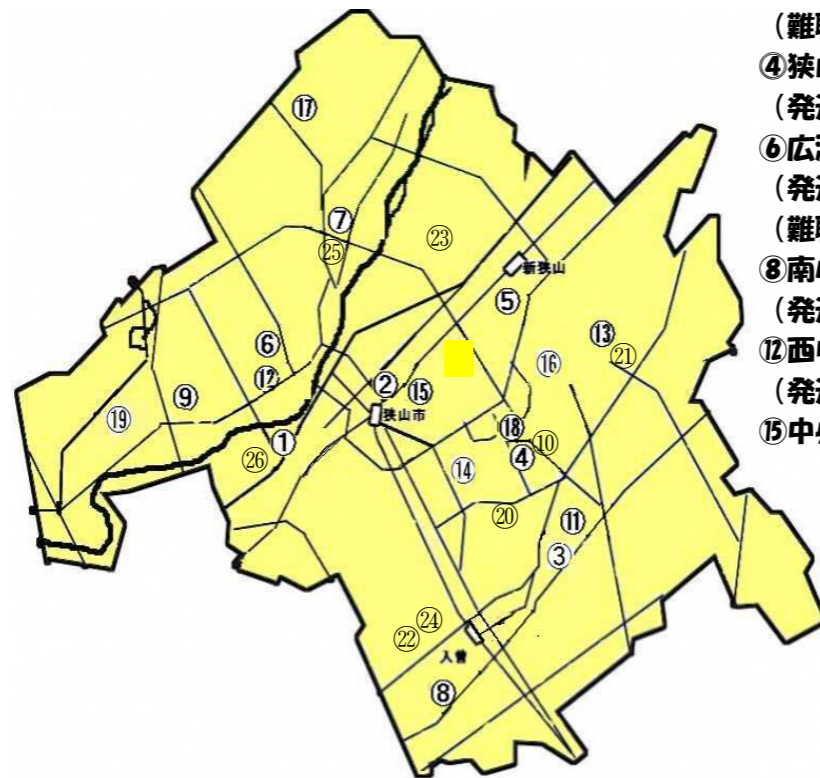 ⑰
⑦
㉕
㉓
新狭山
⑤
⑬
㉑
⑥
⑯
⑫
②
⑮
⑨
狭山市
⑲
①
⑱
⑩
㉖
④
⑭
⑳
⑪
③
㉔
㉒
入曽
⑧
(難
④狭
(発
⑥広
(発
(難
⑧南
(発
⑫西
(発
⑮中